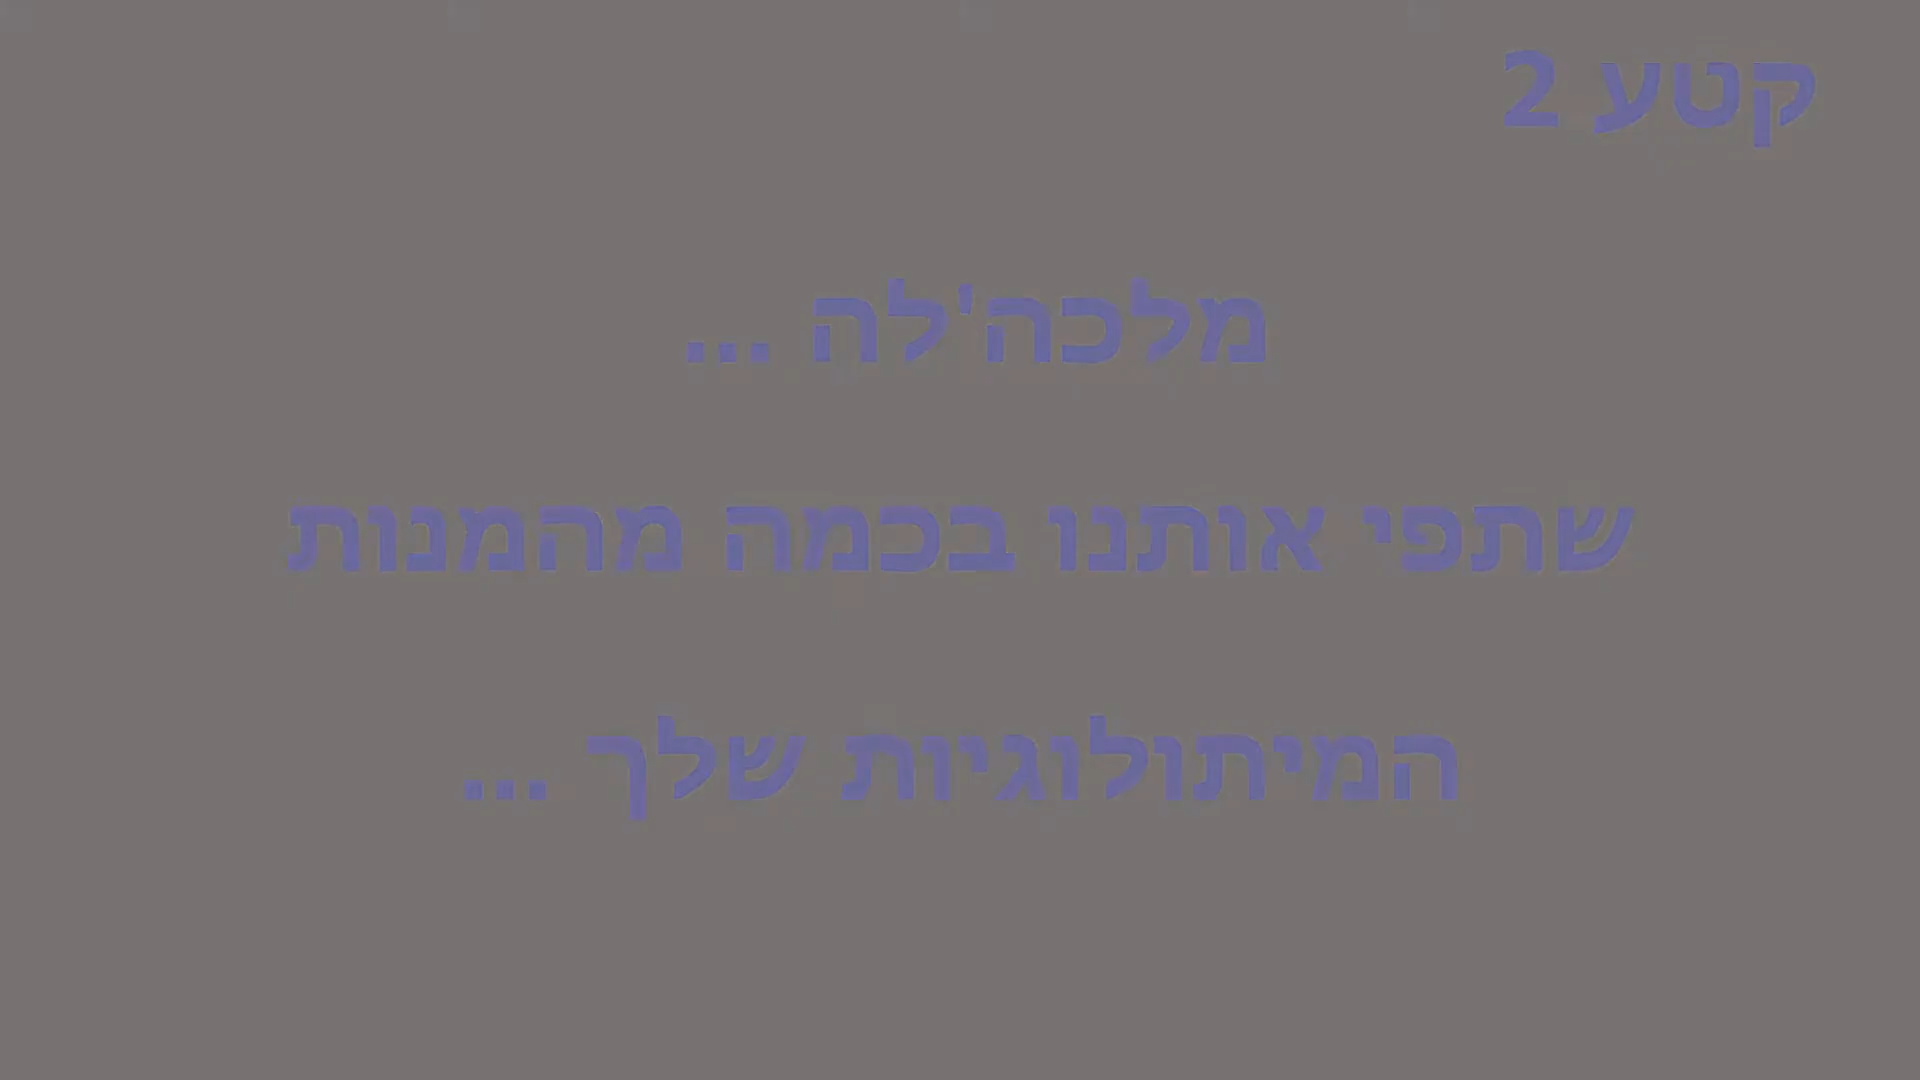 קטע 2
מלכה'לה ...
שתפי אותנו בכמה מהמנות
המיתולוגיות שלך ...